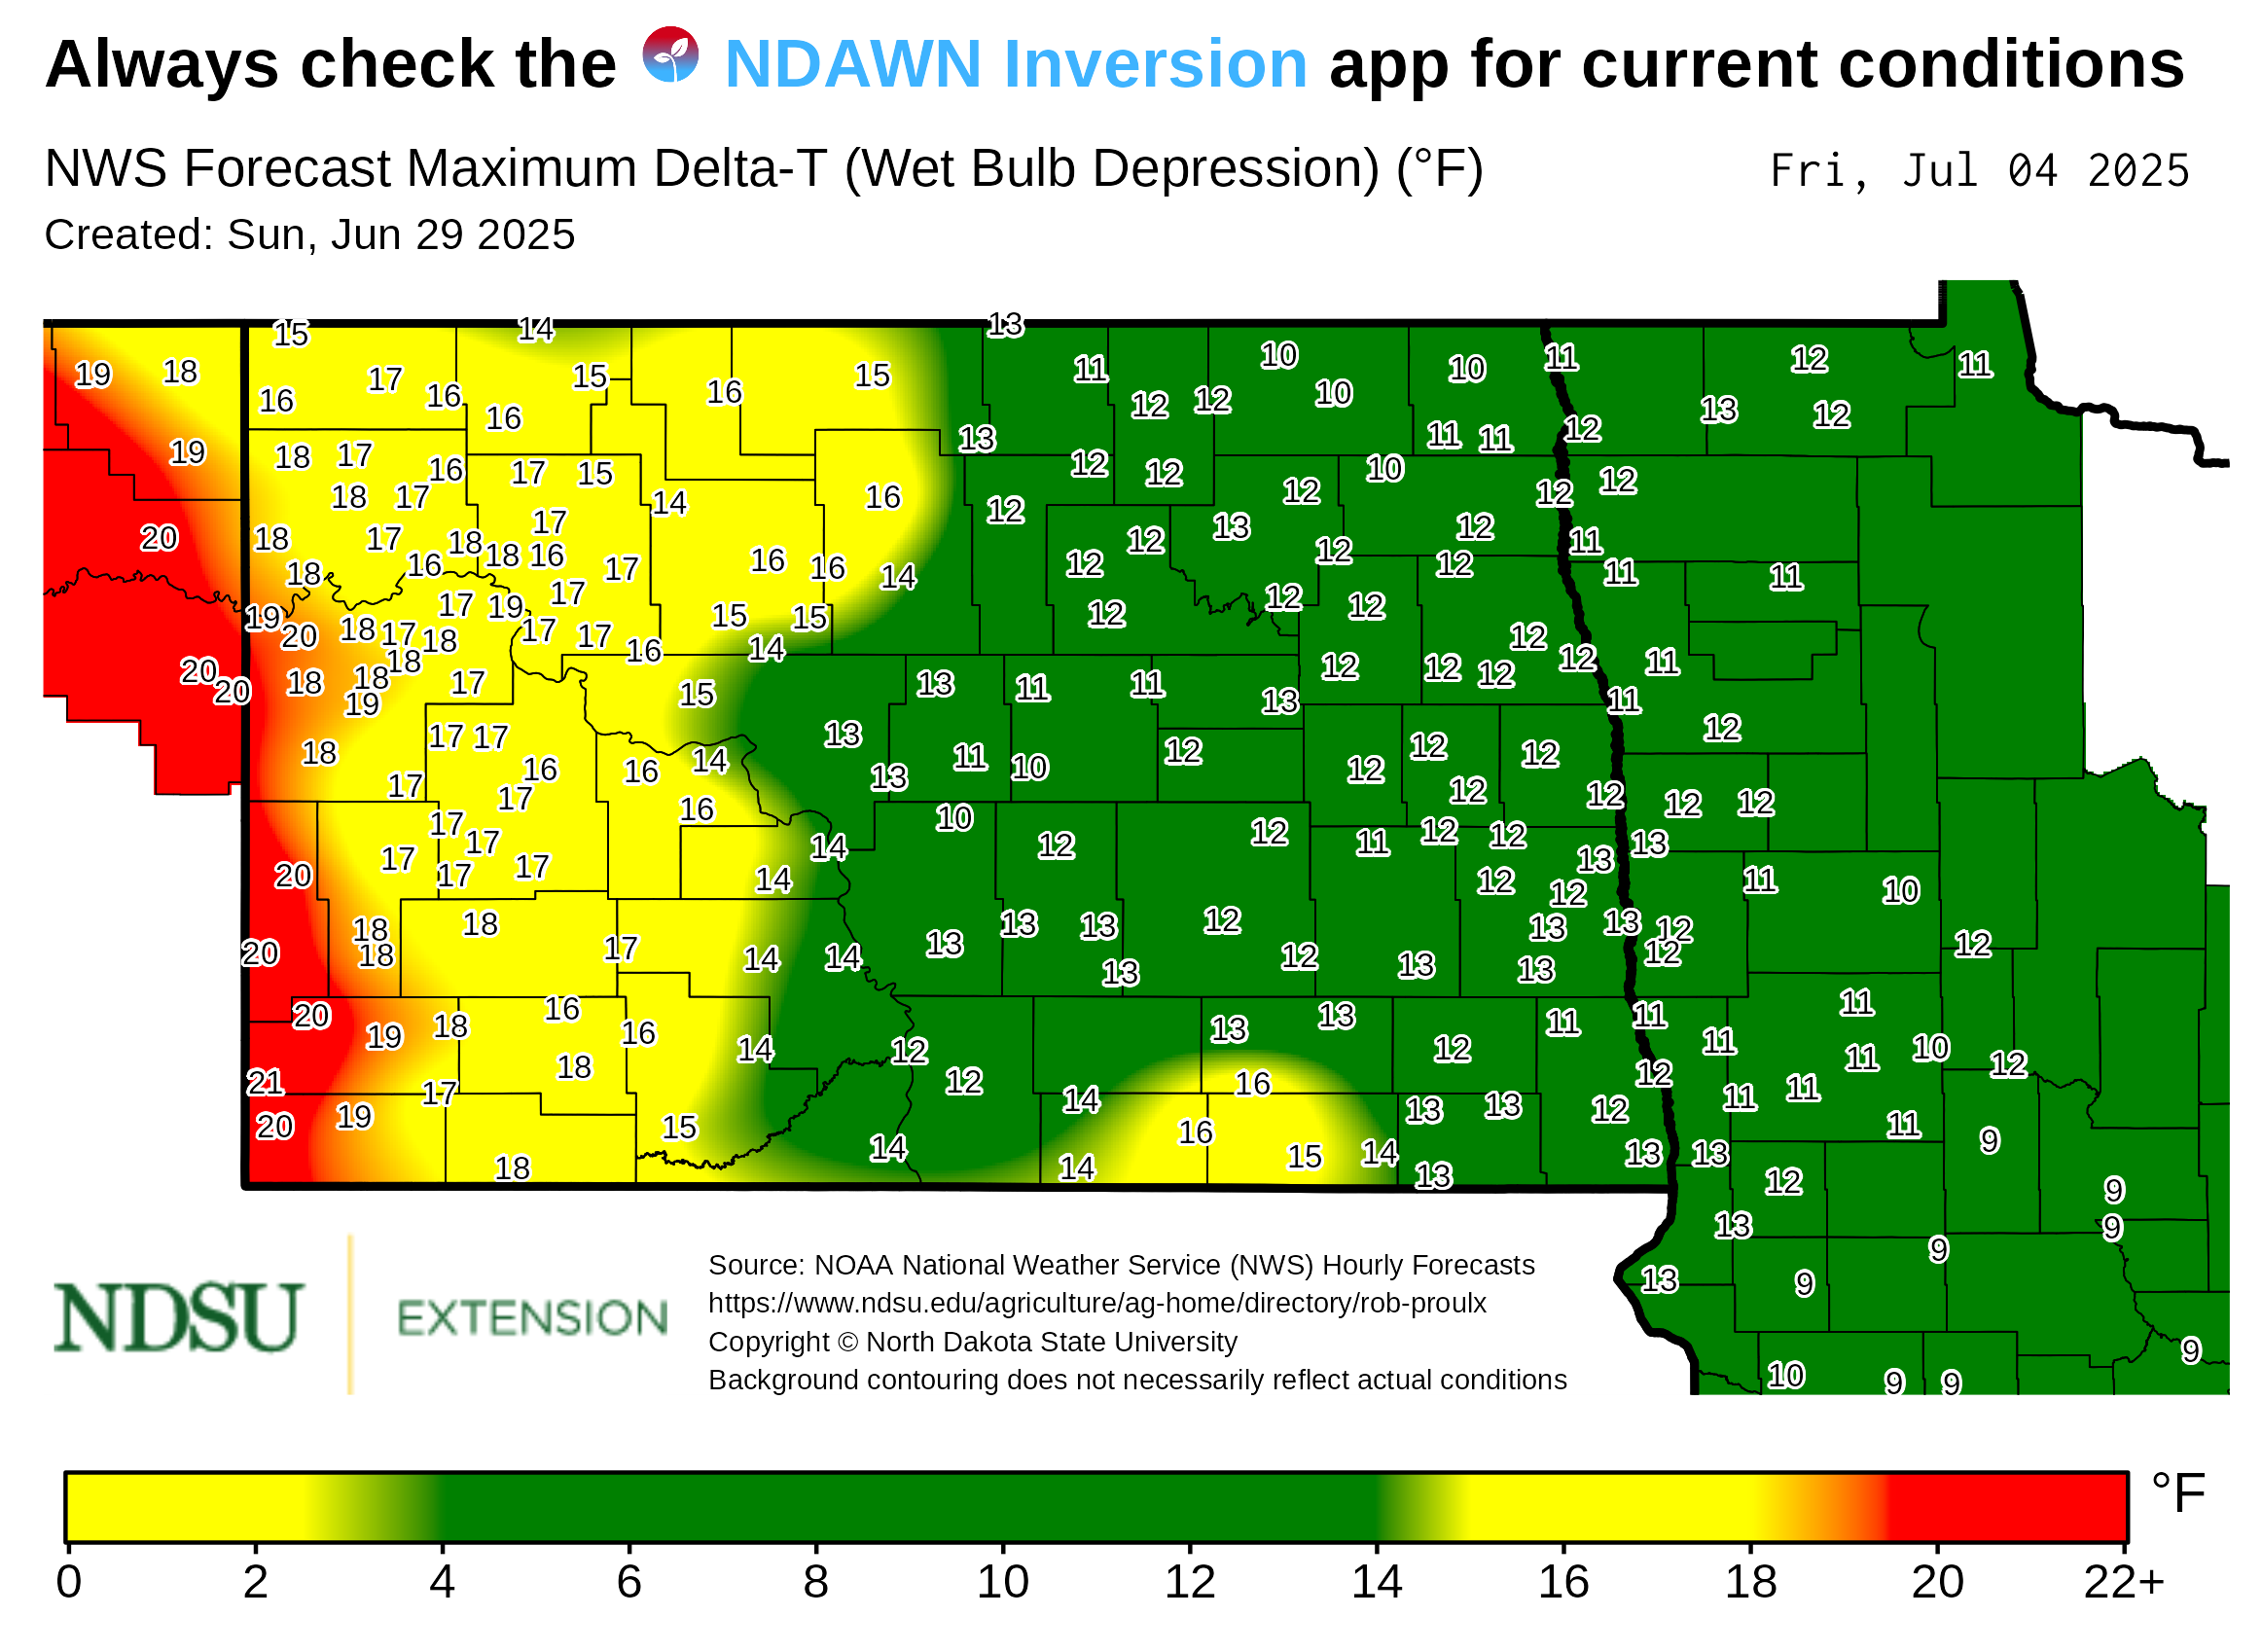 Always check the NDAWN Inversion app for current conditions
NWS Forecast Maximum Delta-T (Wet Bulb Depression) (°F) Fri, Jul 04 2025
Created: Sun, Jun 29 2025
13
15 14
10 11 12 11
19 18 17 15 16 15 11 10
16 16 16 12 12 10 13 12
19 18 17 16 17 15 13 11 11 12
18 17 14 16 12 12 12 10 12 12
20 18 17 18 17 18 16 12 12 13 12 12 11
18 16 17 16 16 14 12 12 12 11 11
19 17 19 17 15 15 12 12 12
20 18 17 18 17 17 16 14 12 12 11
20 20 18 18 18 17 15 13 11 11 13 12 12 12 11
19 18 17 17 13 12 12 12 12
17 16 17 16 14 13 11 10 12 12 12 12 12
17 17 16 14 10 12 12 11 12 12 13
20 17 17 17 14 12 12 13 11 10
18 18 18 17 13 13 12 13 13 12 12
20 14 14 13 13 12 13 13 12
20 19 18 16 16 13 13 11 11 11 11
21 17 18 14 12 12 16 12 12 11 11 10 12
20 19 15 14 13 13 12 11 11
18 14 14 16 15 14 13 13 13 12 9
9
13 9 9
13 9
Source: NOAA National Weather Service (NWS) Hourly Forecasts
https://www.ndsu.edu/agriculture/ag-home/directory/rob-proulx
Copyright © North Dakota State University
Background contouring does not necessarily reflect actual conditions
NDSU EXTENSION
9
10 9 9
°F
0 2 4 6 8 10 12 14 16 18 20 22+